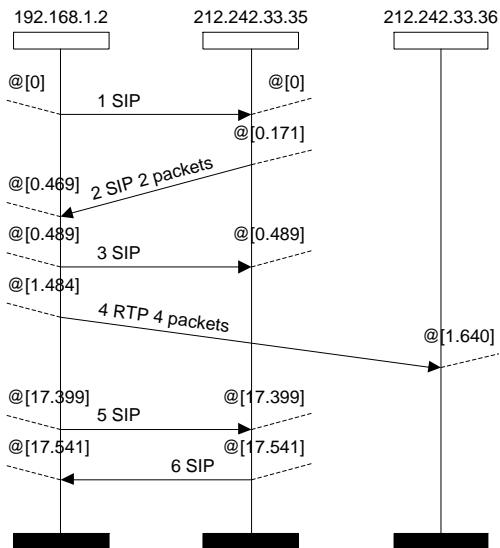 192.168.1.2 212.242.33.35 212.242.33.36
@[0] @[0]
1 SIP
@[0.171]
2 SIP 2 packets
@[0.469]
@[0.489] @[0.489]
3 SIP
@[1.484]
4 RTP 4 packets
@[1.640]
@[17.399] @[17.399]
5 SIP
@[17.541] @[17.541]
6 SIP